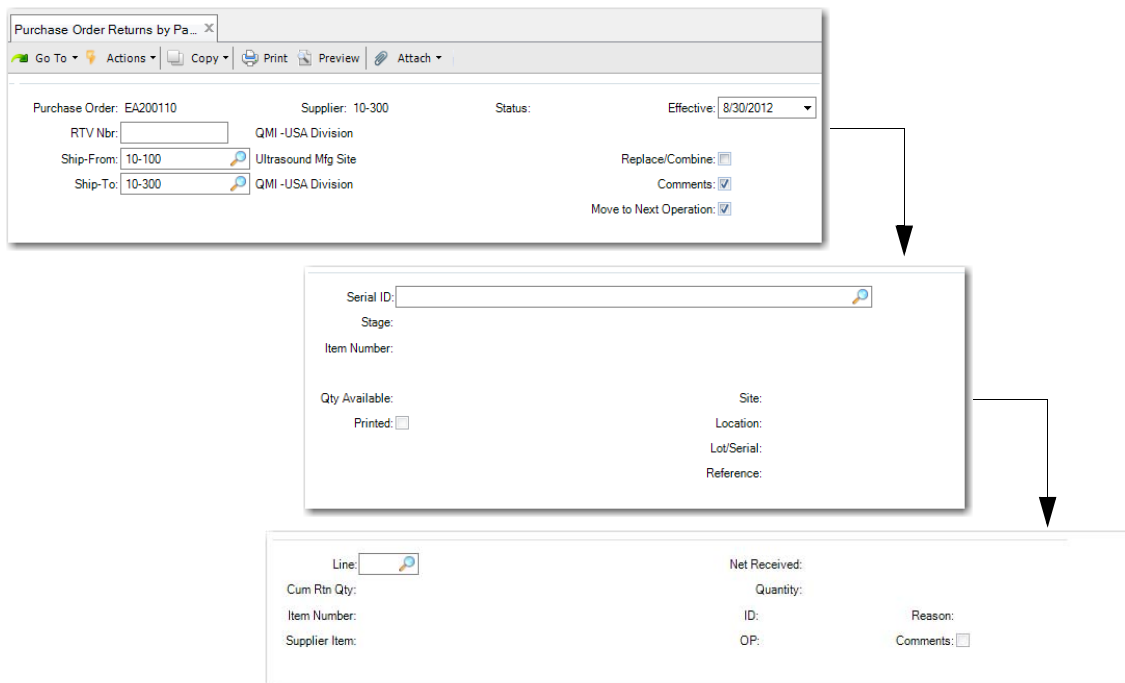 Purchase Order Returns by Pa... X
Go To Actions Copy Print Preview Attach
Purchase Order: EA200110 Supplier: 10-300 Status: Effective: 8/30/2012
RTV Nbr: QMI -USA Division
Ship-From: 10-100 Ultrasound Mfg Site Replace/Combine:
Ship-To: 10-300 QMI -USA Division Comments:
Move to Next Operation:
Serial ID:
Stage:
Item Number:
Qty Available: Site:
Printed: Location:
Lot/Serial:
Reference:
Line: Net Received:
Cum Rtn Qty: Quantity:
Item Number: ID: Reason:
Supplier Item: OP: Comments: